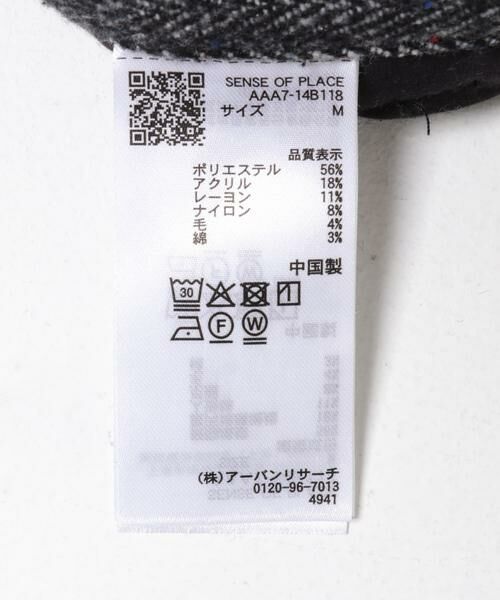 SENSE OF PLACE
AAA7-14B118
サイズ M
品質表示
ポリエステル 56%
アクリル 18%
レーヨン 11%
ナイロン 8%
毛 4%
綿 3%
中国製
30
F W
(株)アーバンリサーチ
0120-96-7013
4941